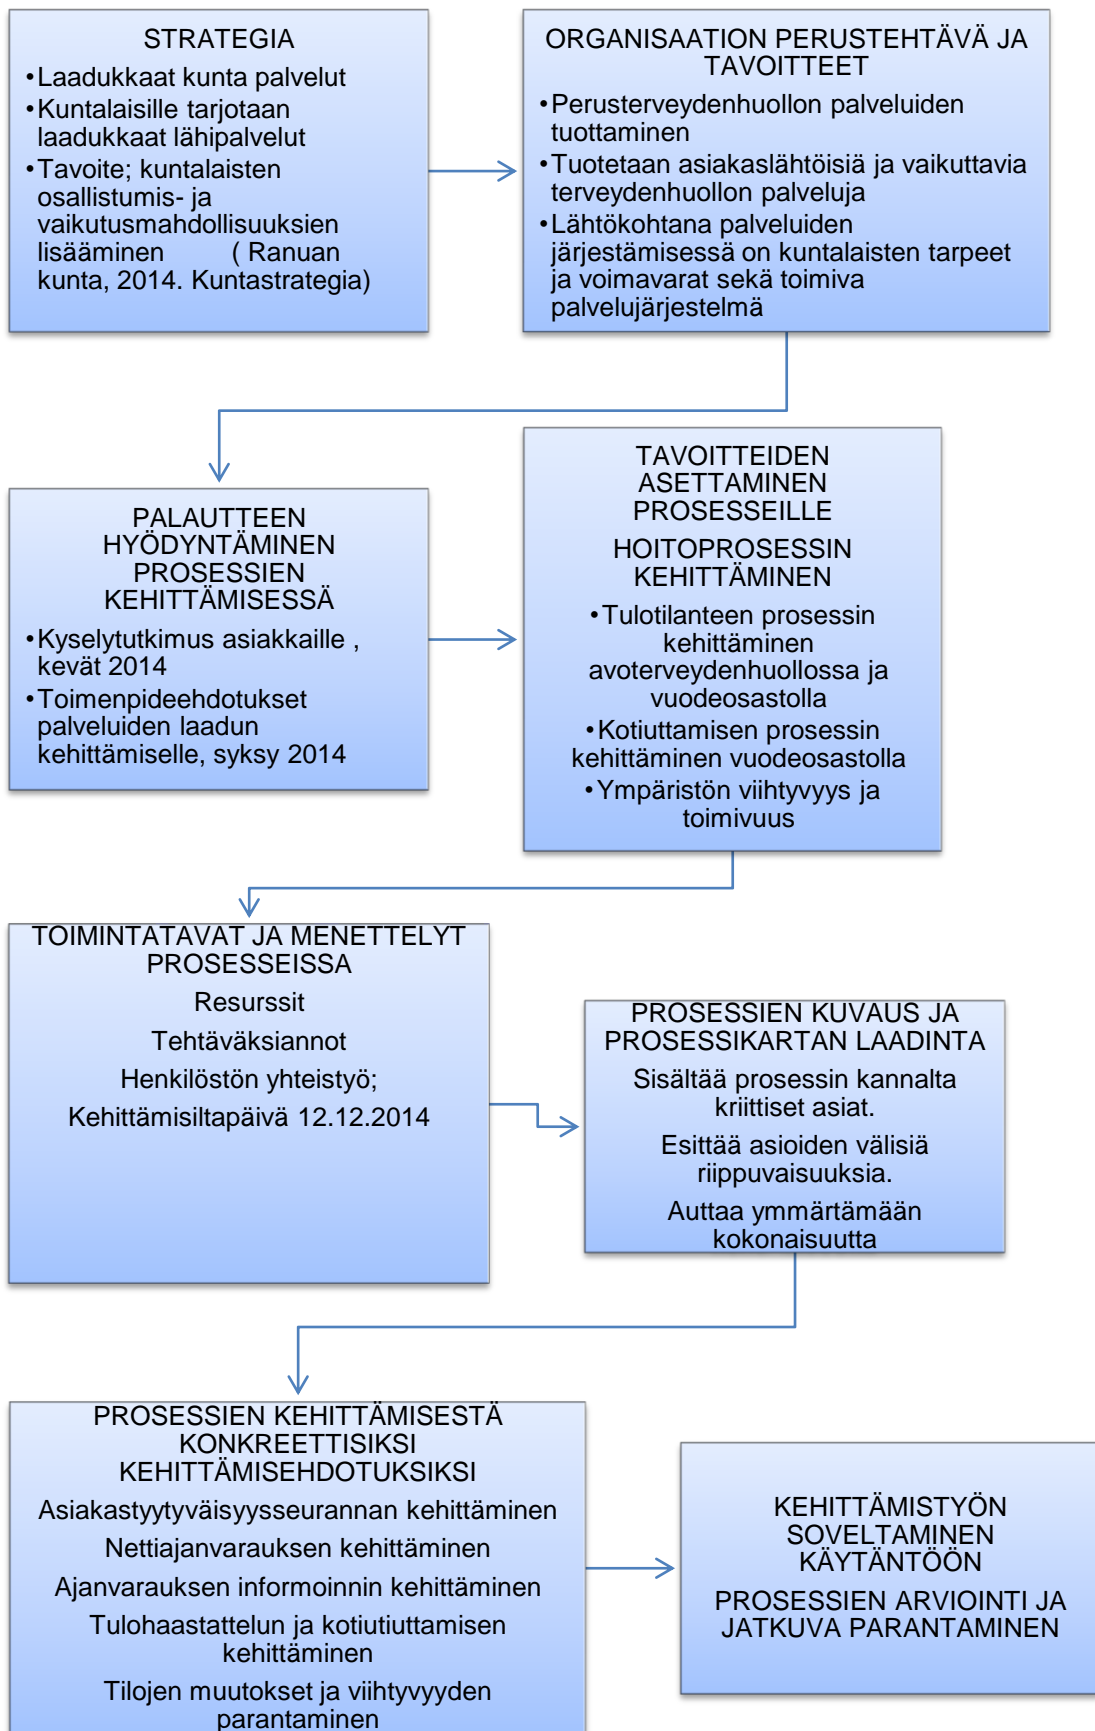 STRATEGIA
•Laadukkaat kunta palvelut
•Kuntalaisille tarjotaan
laadukkaat lähipalvelut
•Tavoite; kuntalaisten
osallistumis- ja
vaikutusmahdollisuuksien
lisääminen ( Ranuan
kunta, 2014. Kuntastrategia)
ORGANISAATION PERUSTEHTÄVÄ JA
TAVOITTEET
•Perusterveydenhuollon palveluiden
tuottaminen
•Tuotetaan asiakaslähtöisiä ja vaikuttavia
terveydenhuollon palveluja
•Lähtökohtana palveluiden
järjestämisessä on kuntalaisten tarpeet
ja voimavarat sekä toimiva
palvelujärjestelmä
PALAUTTEEN
HYÖDYNTÄMINEN
PROSESSIEN
KEHITTÄMISESSÄ
•Kyselytutkimus asiakkaille ,
kevät 2014
•Toimenpideehdotukset
palveluiden laadun
kehittämiselle, syksy 2014
TAVOITTEIDEN
ASETTAMINEN
PROSESSEILLE
HOITOPROSESSIN
KEHITTÄMINEN
•Tulotilanteen prosessin
kehittäminen
avoterveydenhuollossa ja
vuodeosastolla
•Kotiuttamisen prosessin
kehittäminen vuodeosastolla
•Ympäristön viihtyvyys ja
toimivuus
TOIMINTATAVAT JA MENETTELYT
PROSESSEISSA
Resurssit
Tehtäväksiannot
Henkilöstön yhteistyö;
Kehittämisiltapäivä 12.12.2014
PROSESSIEN KUVAUS JA
PROSESSIKARTAN LAADINTA
Sisältää prosessin kannalta
kriittiset asiat.
Esittää asioiden välisiä
riippuvaisuuksia.
Auttaa ymmärtämään
kokonaisuutta
PROSESSIEN KEHITTÄMISESTÄ
KONKREETTISIKSI
KEHITTÄMISEHDOTUKSIKSI
Asiakastyytyväisyysseurannan kehittäminen
Nettiajanvarauksen kehittäminen
Ajanvarauksen informoinnin kehittäminen
Tulohaastattelun ja kotiutiuttamisen
kehittäminen
Tilojen muutokset ja viihtyvyyden
parantaminen
KEHITTÄMISTYÖN
SOVELTAMINEN
KÄYTÄNTÖÖN
PROSESSIEN ARVIOINTI JA
JATKUVA PARANTAMINEN